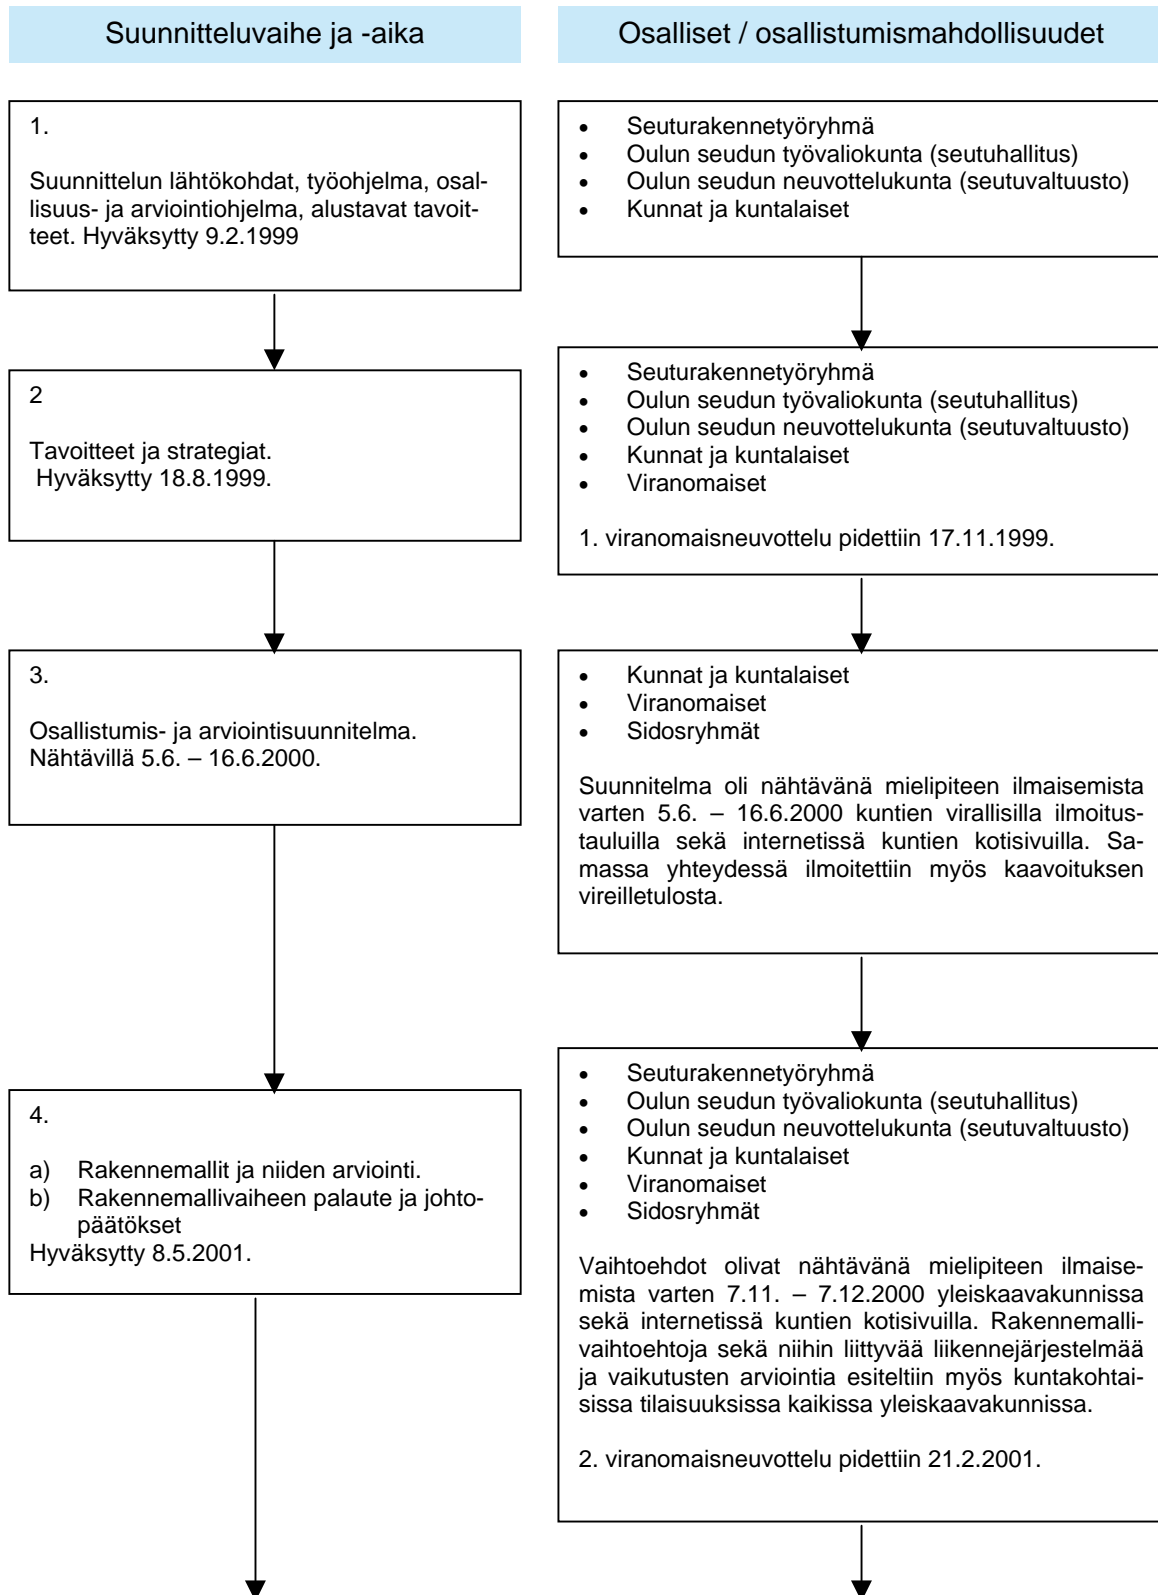 Suunnitteluvaihe ja -aika
Osalliset / osallistumismahdollisuudet
1.
Suunnittelun lähtökohdat, työohjelma, osal-
lisuus- ja arviointiohjelma, alustavat tavoit-
teet. Hyväksytty 9.2.1999
• Seuturakennetyöryhmä
• Oulun seudun työvaliokunta (seutuhallitus)
• Oulun seudun neuvottelukunta (seutuvaltuusto)
• Kunnat ja kuntalaiset
2
Tavoitteet ja strategiat.
Hyväksytty 18.8.1999.
• Seuturakennetyöryhmä
• Oulun seudun työvaliokunta (seutuhallitus)
• Oulun seudun neuvottelukunta (seutuvaltuusto)
• Kunnat ja kuntalaiset
• Viranomaiset
1. viranomaisneuvottelu pidettiin 17.11.1999.
3.
Osallistumis- ja arviointisuunnitelma.
Nähtävillä 5.6. – 16.6.2000.
• Kunnat ja kuntalaiset
• Viranomaiset
• Sidosryhmät
Suunnitelma oli nähtävänä mielipiteen ilmaisemista
varten 5.6. – 16.6.2000 kuntien virallisilla ilmoitus-
tauluilla sekä internetissä kuntien kotisivuilla. Sa-
massa yhteydessä ilmoitettiin myös kaavoituksen
vireilletulosta.
4.
a) Rakennemallit ja niiden arviointi.
b) Rakennemallivaiheen palaute ja johto-
päätökset
Hyväksytty 8.5.2001.
• Seuturakennetyöryhmä
• Oulun seudun työvaliokunta (seutuhallitus)
• Oulun seudun neuvottelukunta (seutuvaltuusto)
• Kunnat ja kuntalaiset
• Viranomaiset
• Sidosryhmät
Vaihtoehdot olivat nähtävänä mielipiteen ilmaise-
mista varten 7.11. – 7.12.2000 yleiskaavakunnissa
sekä internetissä kuntien kotisivuilla. Rakennemalli-
vaihtoehtoja sekä niihin liittyvää liikennejärjestelmää
ja vaikutusten arviointia esiteltiin myös kuntakohtai-
sissa tilaisuuksissa kaikissa yleiskaavakunnissa.
2. viranomaisneuvottelu pidettiin 21.2.2001.